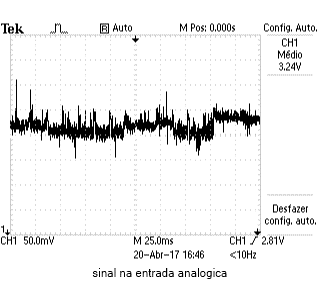 Tek R Auto M Pos: 0.000s Config. Auto.
CH1
Médio
3.24V
Desfazer
config. auto.
1
CH1 50.0mV M 25.0ms CH1 2.81V
20-Abr-17 16:46 <10Hz
sinal na entrada analogica